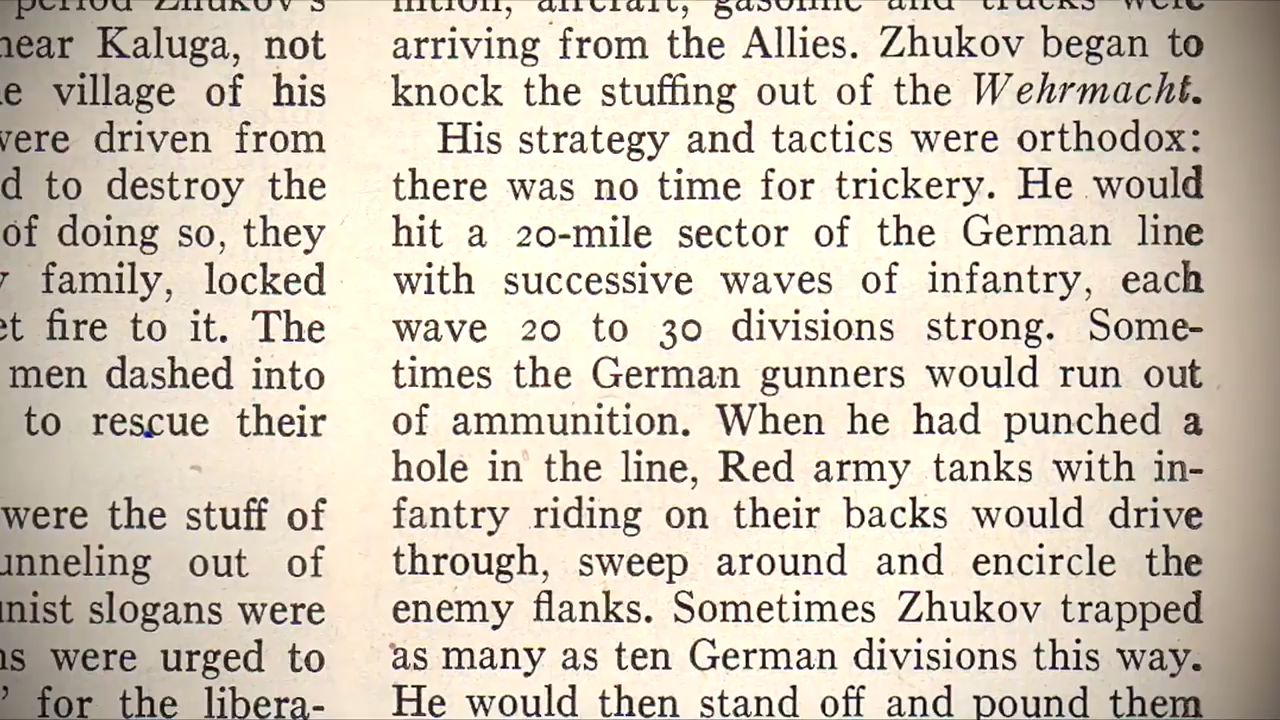 period Zhukov's
near Kaluga, not
village of his
were driven from
to destroy the
of doing so, they
family, locked
fire to it. The
men dashed into
to rescue their
were the stuff of
out of
slogans were
were urged to
for the libera-
aircraft, gasoline and trucks were
arriving from the Allies. Zhukov began to
knock the stuffing out of the Wehrmacht.
His strategy and tactics were orthodox:
there was no time for trickery. He would
hit a 20-mile sector of the German line
with successive waves of infantry, each
wave 20 to 30 divisions strong. Some-
times the German gunners would run out
of ammunition. When he had punched a
hole in the line, Red army tanks with in-
fantry riding on their backs would drive
through, sweep around and encircle the
enemy flanks. Sometimes Zhukov trapped
as many as ten German divisions this way.
He would then stand off and pound them